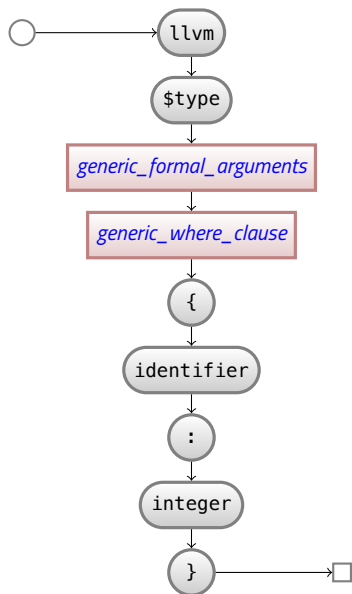 llvm
$type
generic_formal_arguments
generic_where_clause
{
identifier
:
integer
}